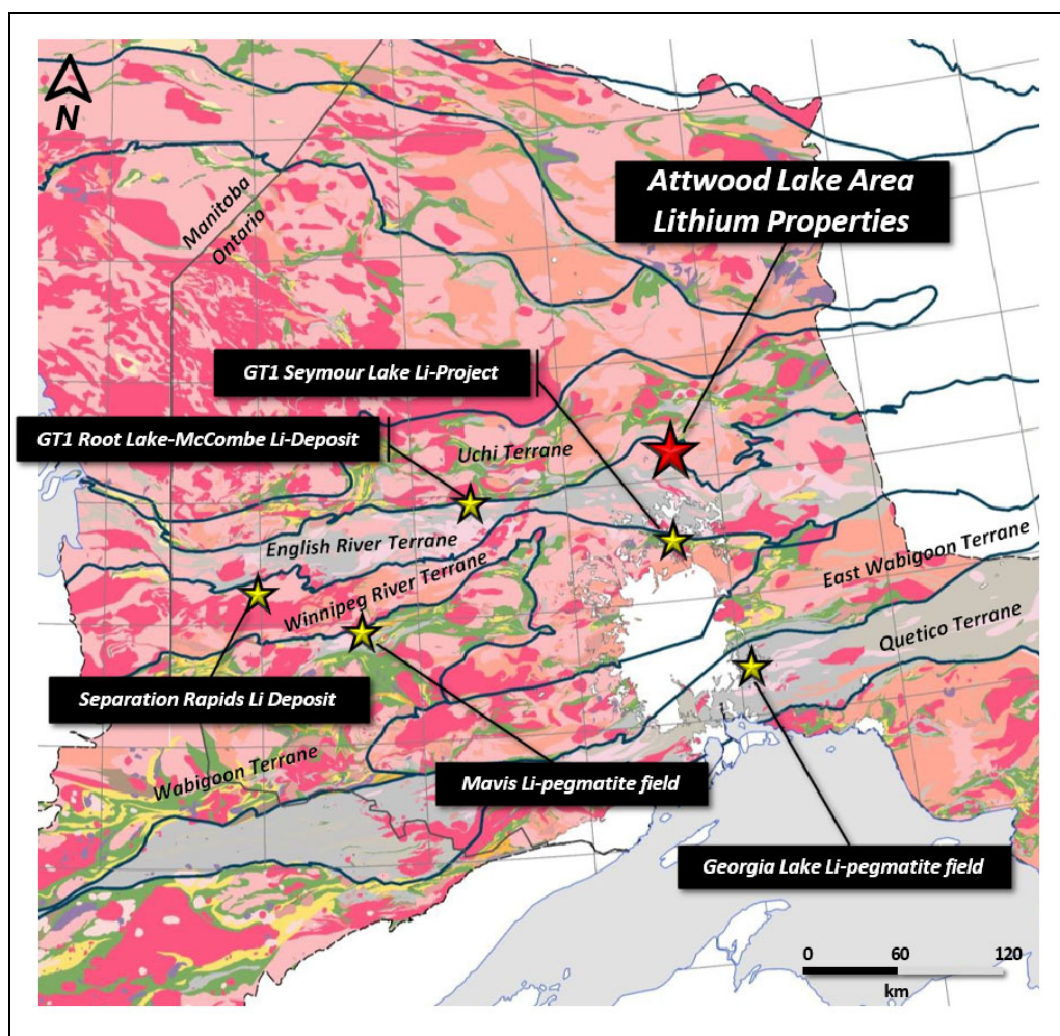 N
Manitoba
Ontario
Attwood Lake Area
Lithium Properties
GT1 Seymour Lake Li-Project
GT1 Root Lake-McCombe Li-Deposit
Uchi Terrane
English River Terrane
Winnipeg River Terrane
East Wabigoon Terrane
Quetico Terrane
Separation Rapids Li Deposit
Wabigoon Terrane
Mavis Li-pegmatite field
Georgia Lake Li-pegmatite field
0 60 120
km